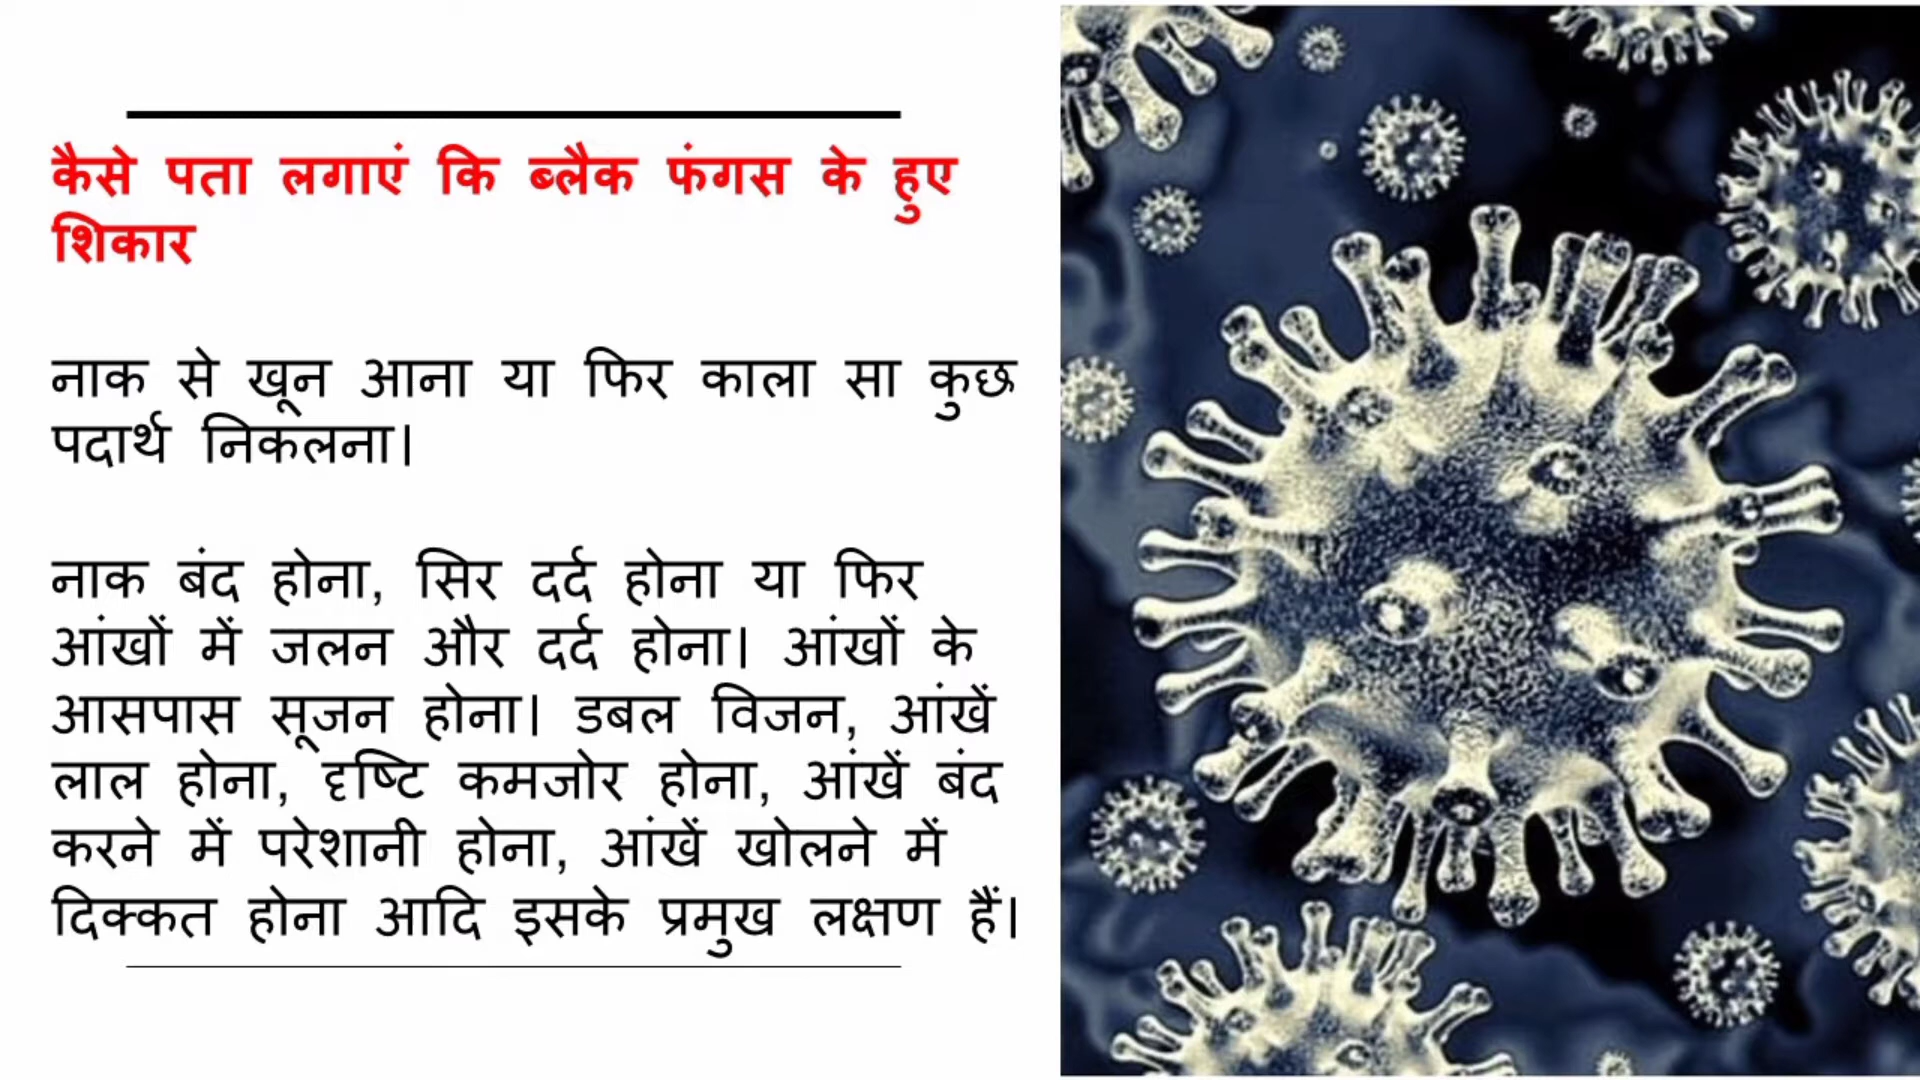 कैसे पता लगाएं कि ब्लैक फंगस के हुए
शिकार
नाक से खून आना या फिर काला सा कुछ
पदार्थ निकलना।
नाक बंद होना, सिर दर्द होना या फिर
आंखों में जलन और दर्द होना। आंखों के
आसपास सूजन होना। डबल विजन, आंखें
लाल होना, दृष्टि कमजोर होना, आंखें बंद
करने में परेशानी होना, आंखें खोलने में
दिक्कत होना आदि इसके प्रमुख लक्षण हैं।